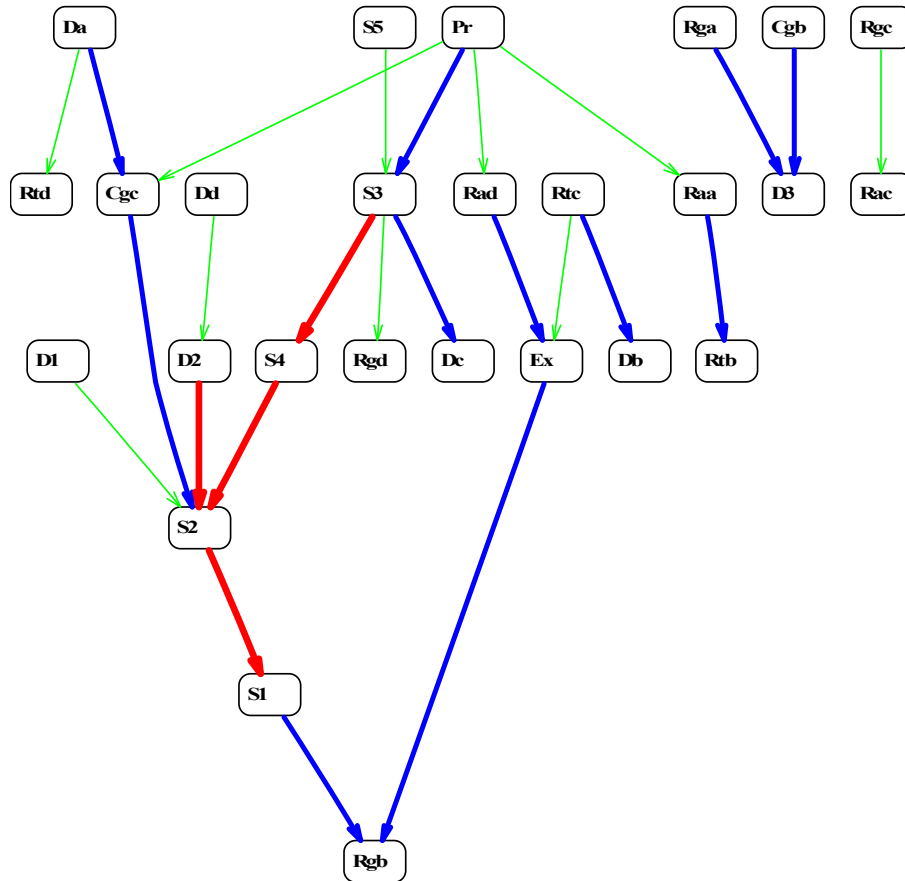 Da S5 Pr Rga Cgb Rgc
Rtd Cgc Dd S3 Rad Rtc Raa D3 Rac
D1 D2 S4 Rgd Dc Ex Db Rtb
S2
S1
Rgb